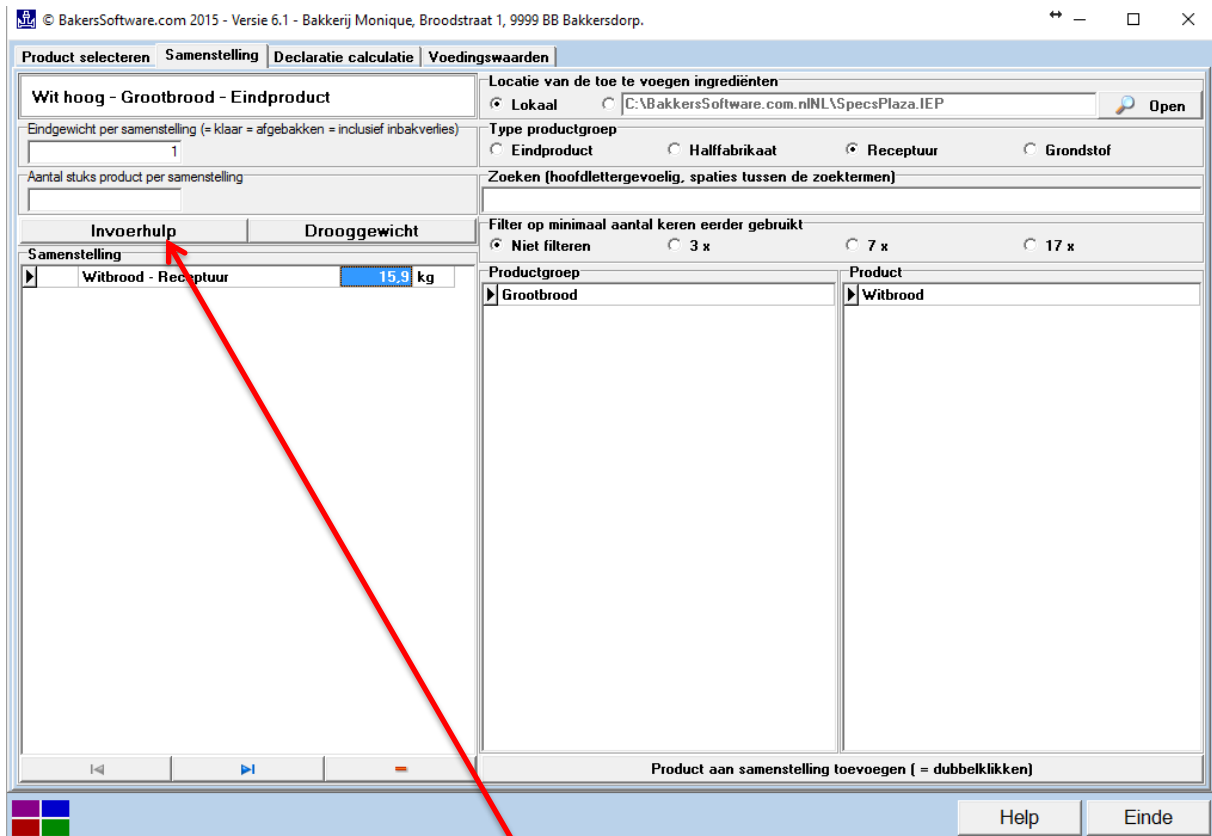 © BakersSoftware.com 2015 - Versie 6.1 - Bakkerij Monique, Broodstraat 1, 9999 BB Bakkersdorp.
Product selecteren Samenstelling Declaratie calculatie Voedingswaarden
Wit hoog - Grootbrood - Eindproduct
Eindgewicht per samenstelling (= klaar = afgebakken = inclusief inbakverlies)
1
Aantal stuks product per samenstelling
Invoerhulp Drooggewicht
Samenstelling
Witbrood - Receptuur 15,9 kg
Locatie van de toe te voegen ingrediënten
Lokaal C:\BakkersSoftware.com.nlNL\SpecsPlaza.IEP Open
Type productgroep
Eindproduct Halffabrikaat Receptuur Grondstof
Zoeken (hoofdlettergevoelig, spaties tussen de zoektermen)
Filter op minimaal aantal keren eerder gebruikt
Niet filteren 3 x 7 x 17 x
Productgroep Product
Grootbrood Witbrood
Product aan samenstelling toevoegen ( = dubbelklikken)
Help Einde